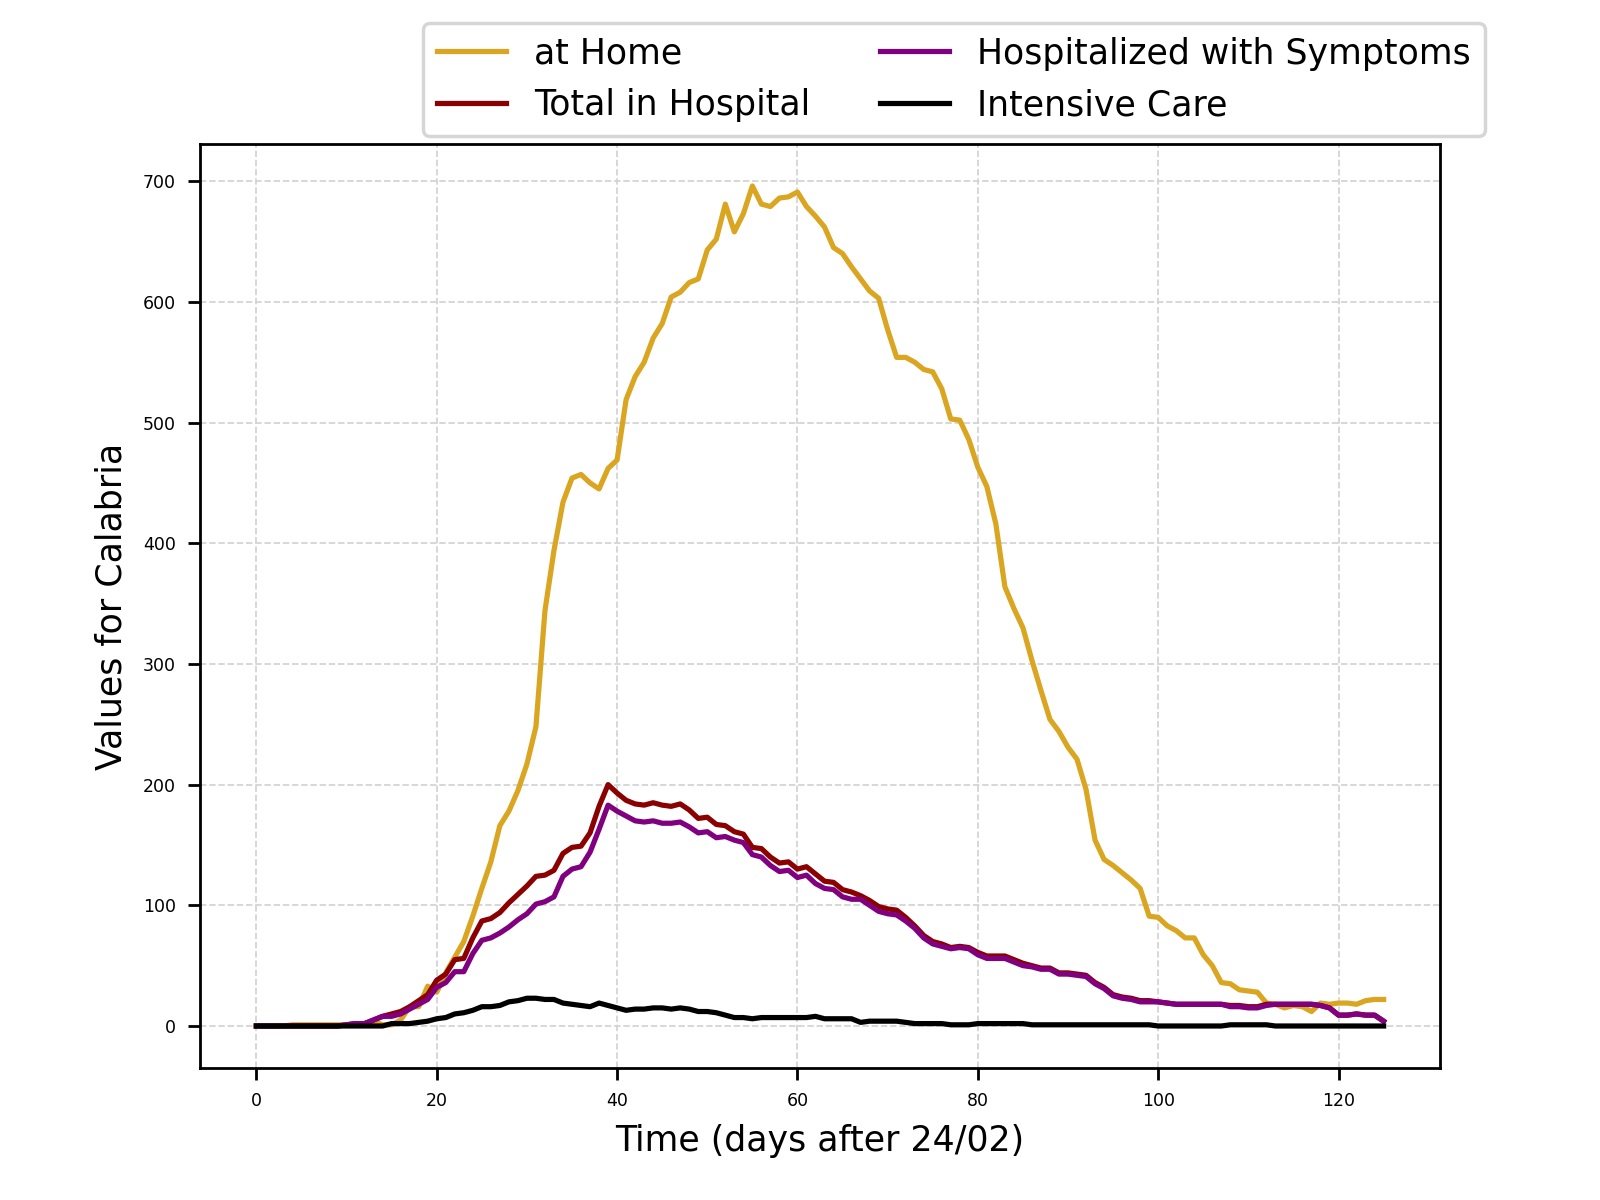 at Home
Total in Hospital
Hospitalized with Symptoms
Intensive Care
700
600
500
400
300
200
100
0
Values for Calabria
0 20 40 60 80 100 120
Time (days after 24/02)